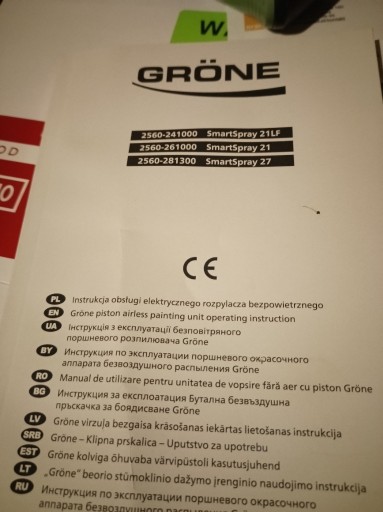 W.
GRÖNE
2560-241000 SmartSpray 21LF
2560-261000 SmartSpray 21
2560-281300 SmartSpray 27
CE
PL Instrukcja obsługi elektrycznego rozpylacza bezpowietrznego
EN Gröne piston airless painting unit operating instruction
UA Інструкція з експлуатації безповітряного
поршневого розпилювача Gröne
BY Инструкция по эксплуатации поршневого окрасочного
аппарата безвоздушного распыления Gröne
RO Manual de utilizare pentru unitatea de vopsire fără aer cu piston Gröne
BG Инструкция за експлоатация Бутална безвъздушна
пръскачка за боядисване Gröne
LV Gröne virzuļa bezgaisa krāsošanas iekārtas lietošanas instrukcija
SRB Gröne – Klipna prskalica – Uputstvo za upotrebu
EST Gröne kolviga õhuvaba värvipüstoli kasutusjuhend
LT „Gröne" beorio stūmoklinio dažymo įrenginio naudojimo instrukcija
RU Инструкция по эксплуатации поршневого окрасочного
аппарата безвоздушного распыления Gröne